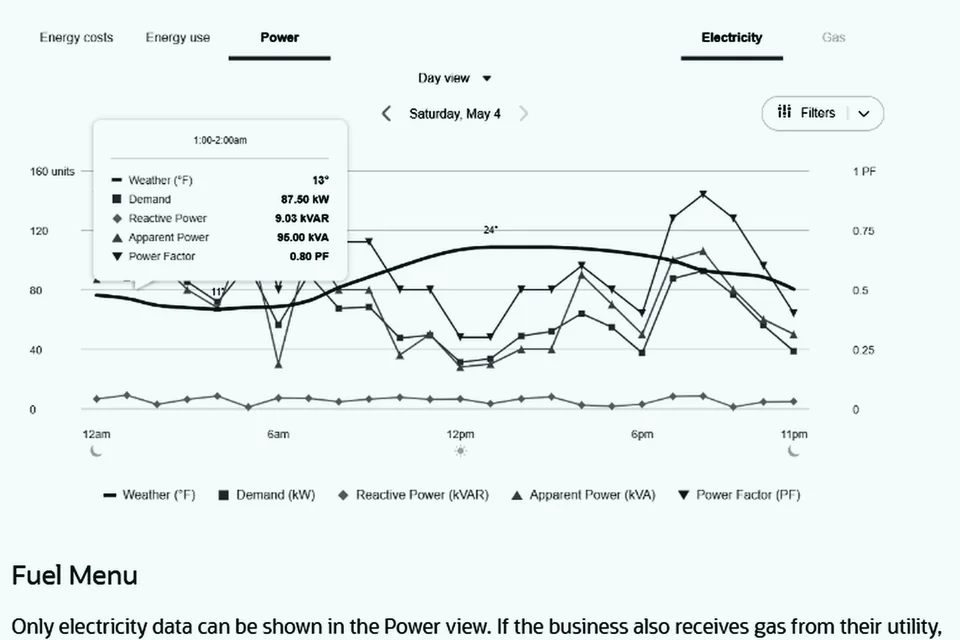 Energy costs Energy use Power Electricity Gas
Day view
Saturday, May 4
Filters
1:00-2:00am
Weather (°F) 13°
Demand 87.50 kW
Reactive Power 9.03 kVAR
Apparent Power 95.00 kVA
Power Factor 0.80 PF
160 units 1 PF
120 24° 0.75
80 11° 0.5
40 0.25
0 0
12am 6am 12pm 6pm 11pm
Weather (°F) Demand (kW) Reactive Power (kVAR) Apparent Power (kVA) Power Factor (PF)
Fuel Menu
Only electricity data can be shown in the Power view. If the business also receives gas from their utility,